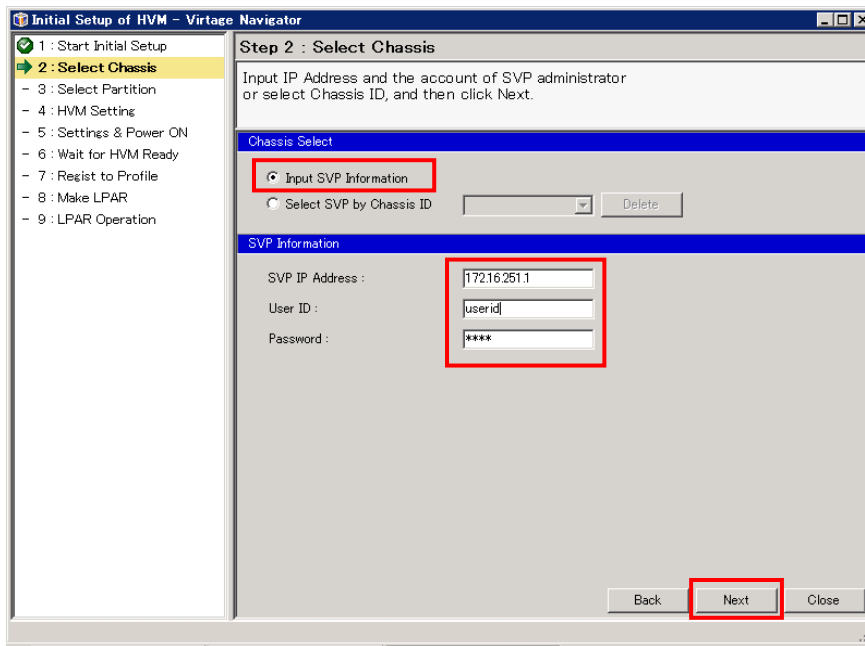 Initial Setup of HVM - Virtage Navigator
1 : Start Initial Setup
2 : Select Chassis
- 3 : Select Partition
- 4 : HVM Setting
- 5 : Settings & Power ON
- 6 : Wait for HVM Ready
- 7 : Regist to Profile
- 8 : Make LPAR
- 9 : LPAR Operation
Step 2 : Select Chassis
Input IP Address and the account of SVP administrator
or select Chassis ID, and then click Next.
Chassis Select
Input SVP Information
Select SVP by Chassis ID
Delete
SVP Information
SVP IP Address : 172.16.251.1
User ID : userid
Password : ****
Back Next Close